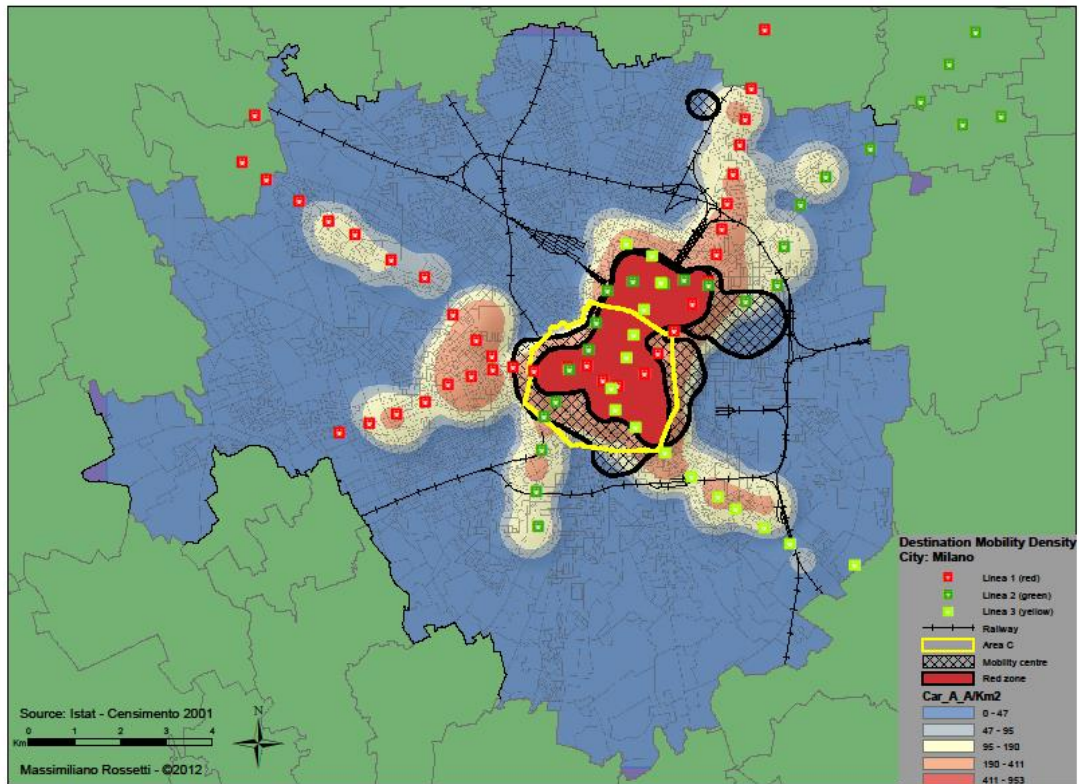 Destination Mobility Density
City: Milano
Linea 1 (red)
Linea 2 (green)
Linea 3 (yellow)
Railway
Area C
Mobility centre
Red zone
Car_A_A/Km2
0 - 47
47 - 95
95 - 190
190 - 411
411 - 953
Source: Istat - Censimento 2001
N
0 1 2 3 4
Km
Massimiliano Rossetti - ©2012